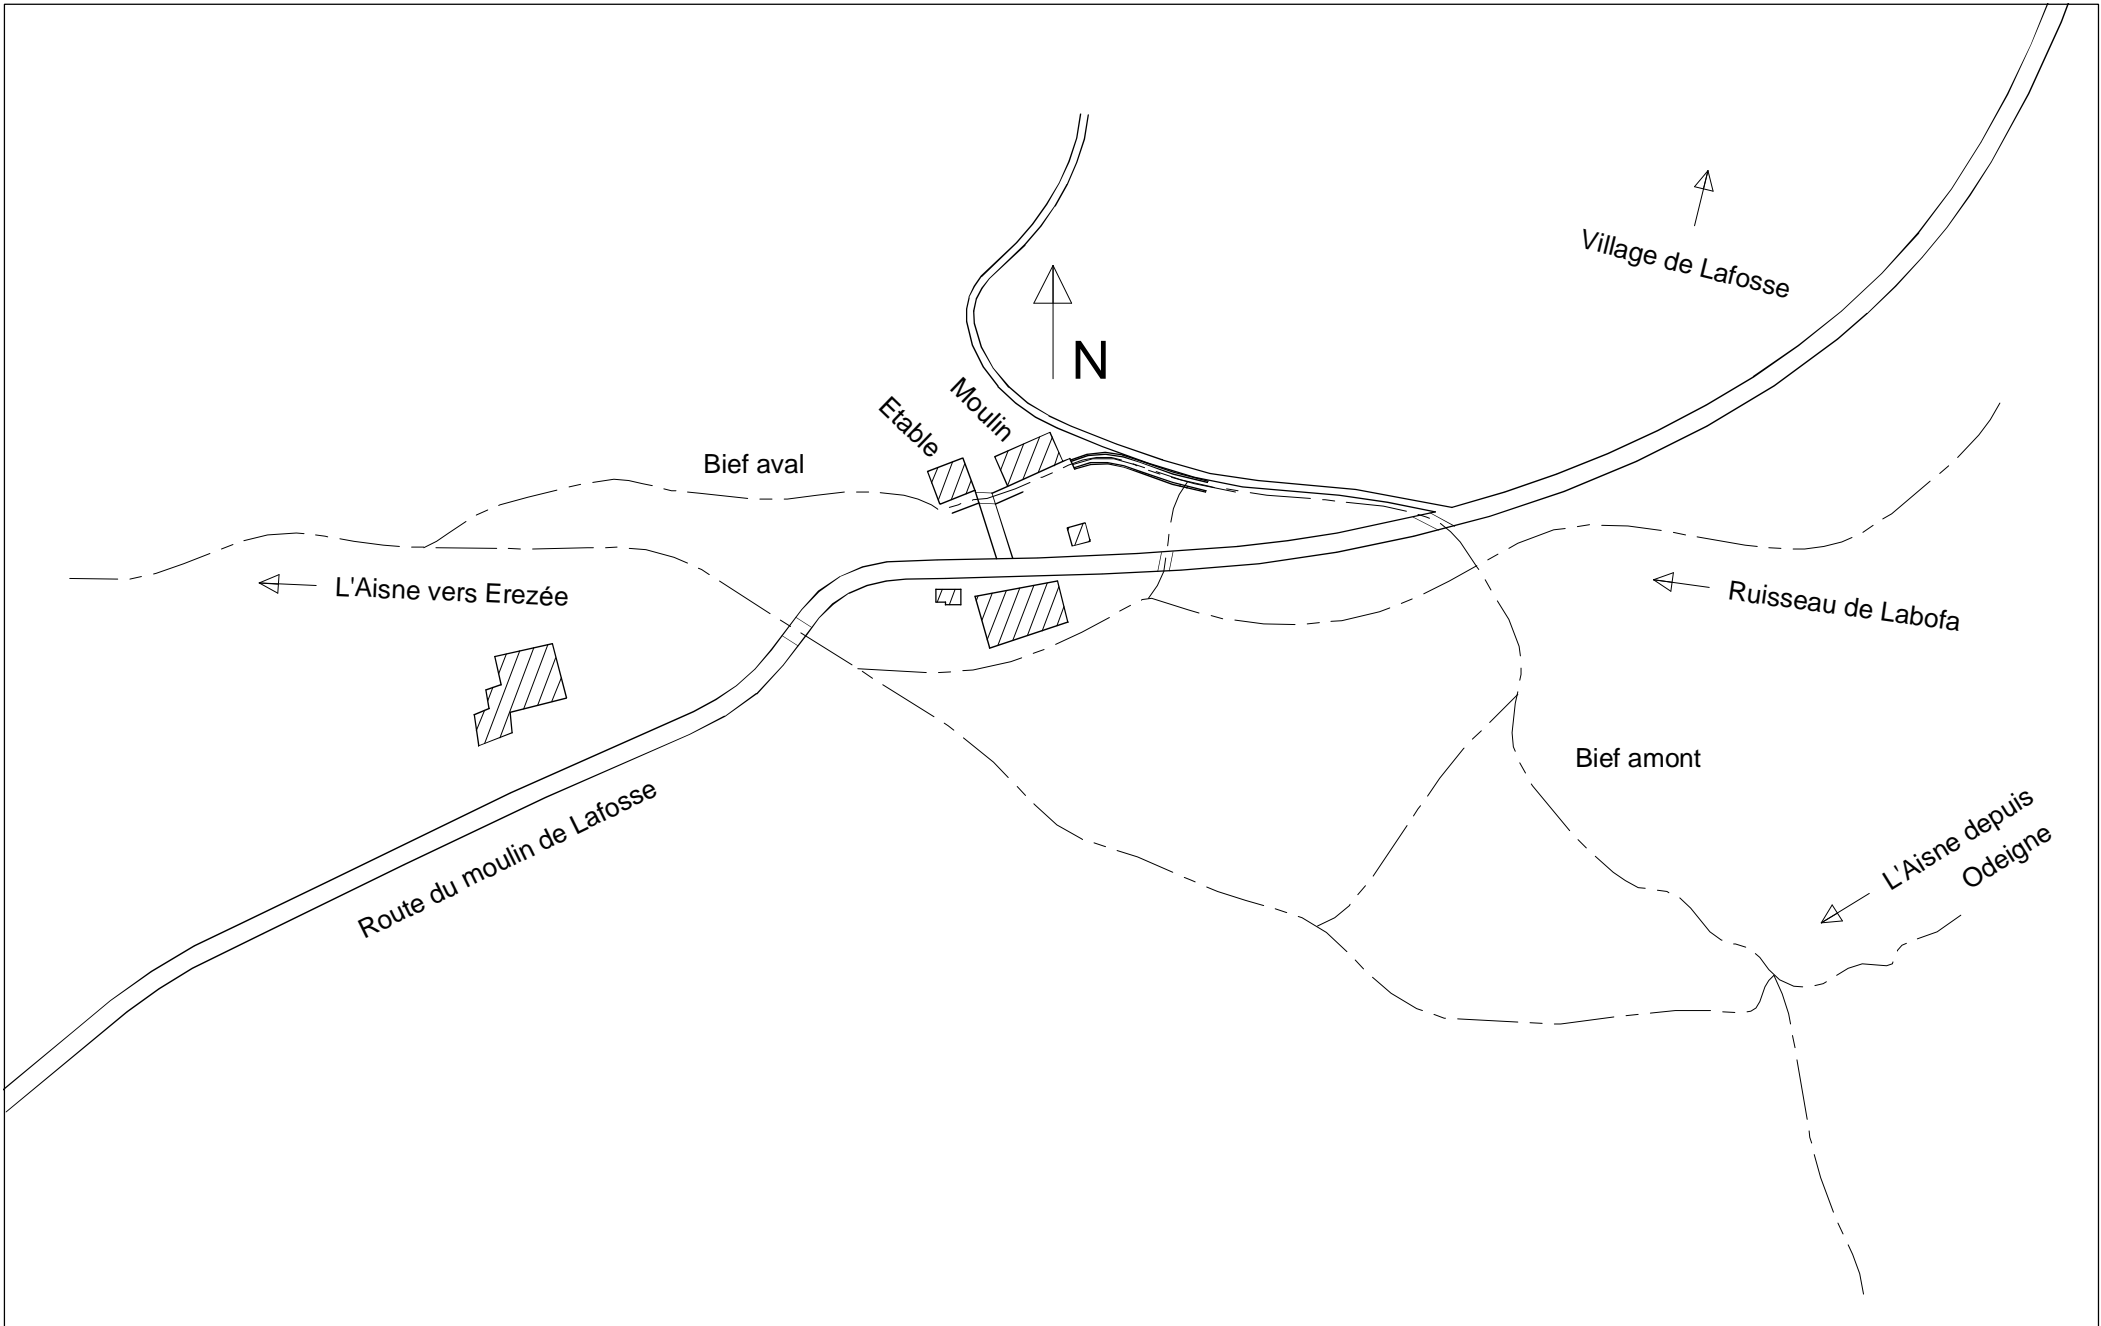 Village de Lafosse
N
Moulin
Etable
Bief aval
L'Aisne vers Erezée
Ruisseau de Labofa
Bief amont
L'Aisne depuis
Odeigne
Route du moulin de Lafosse